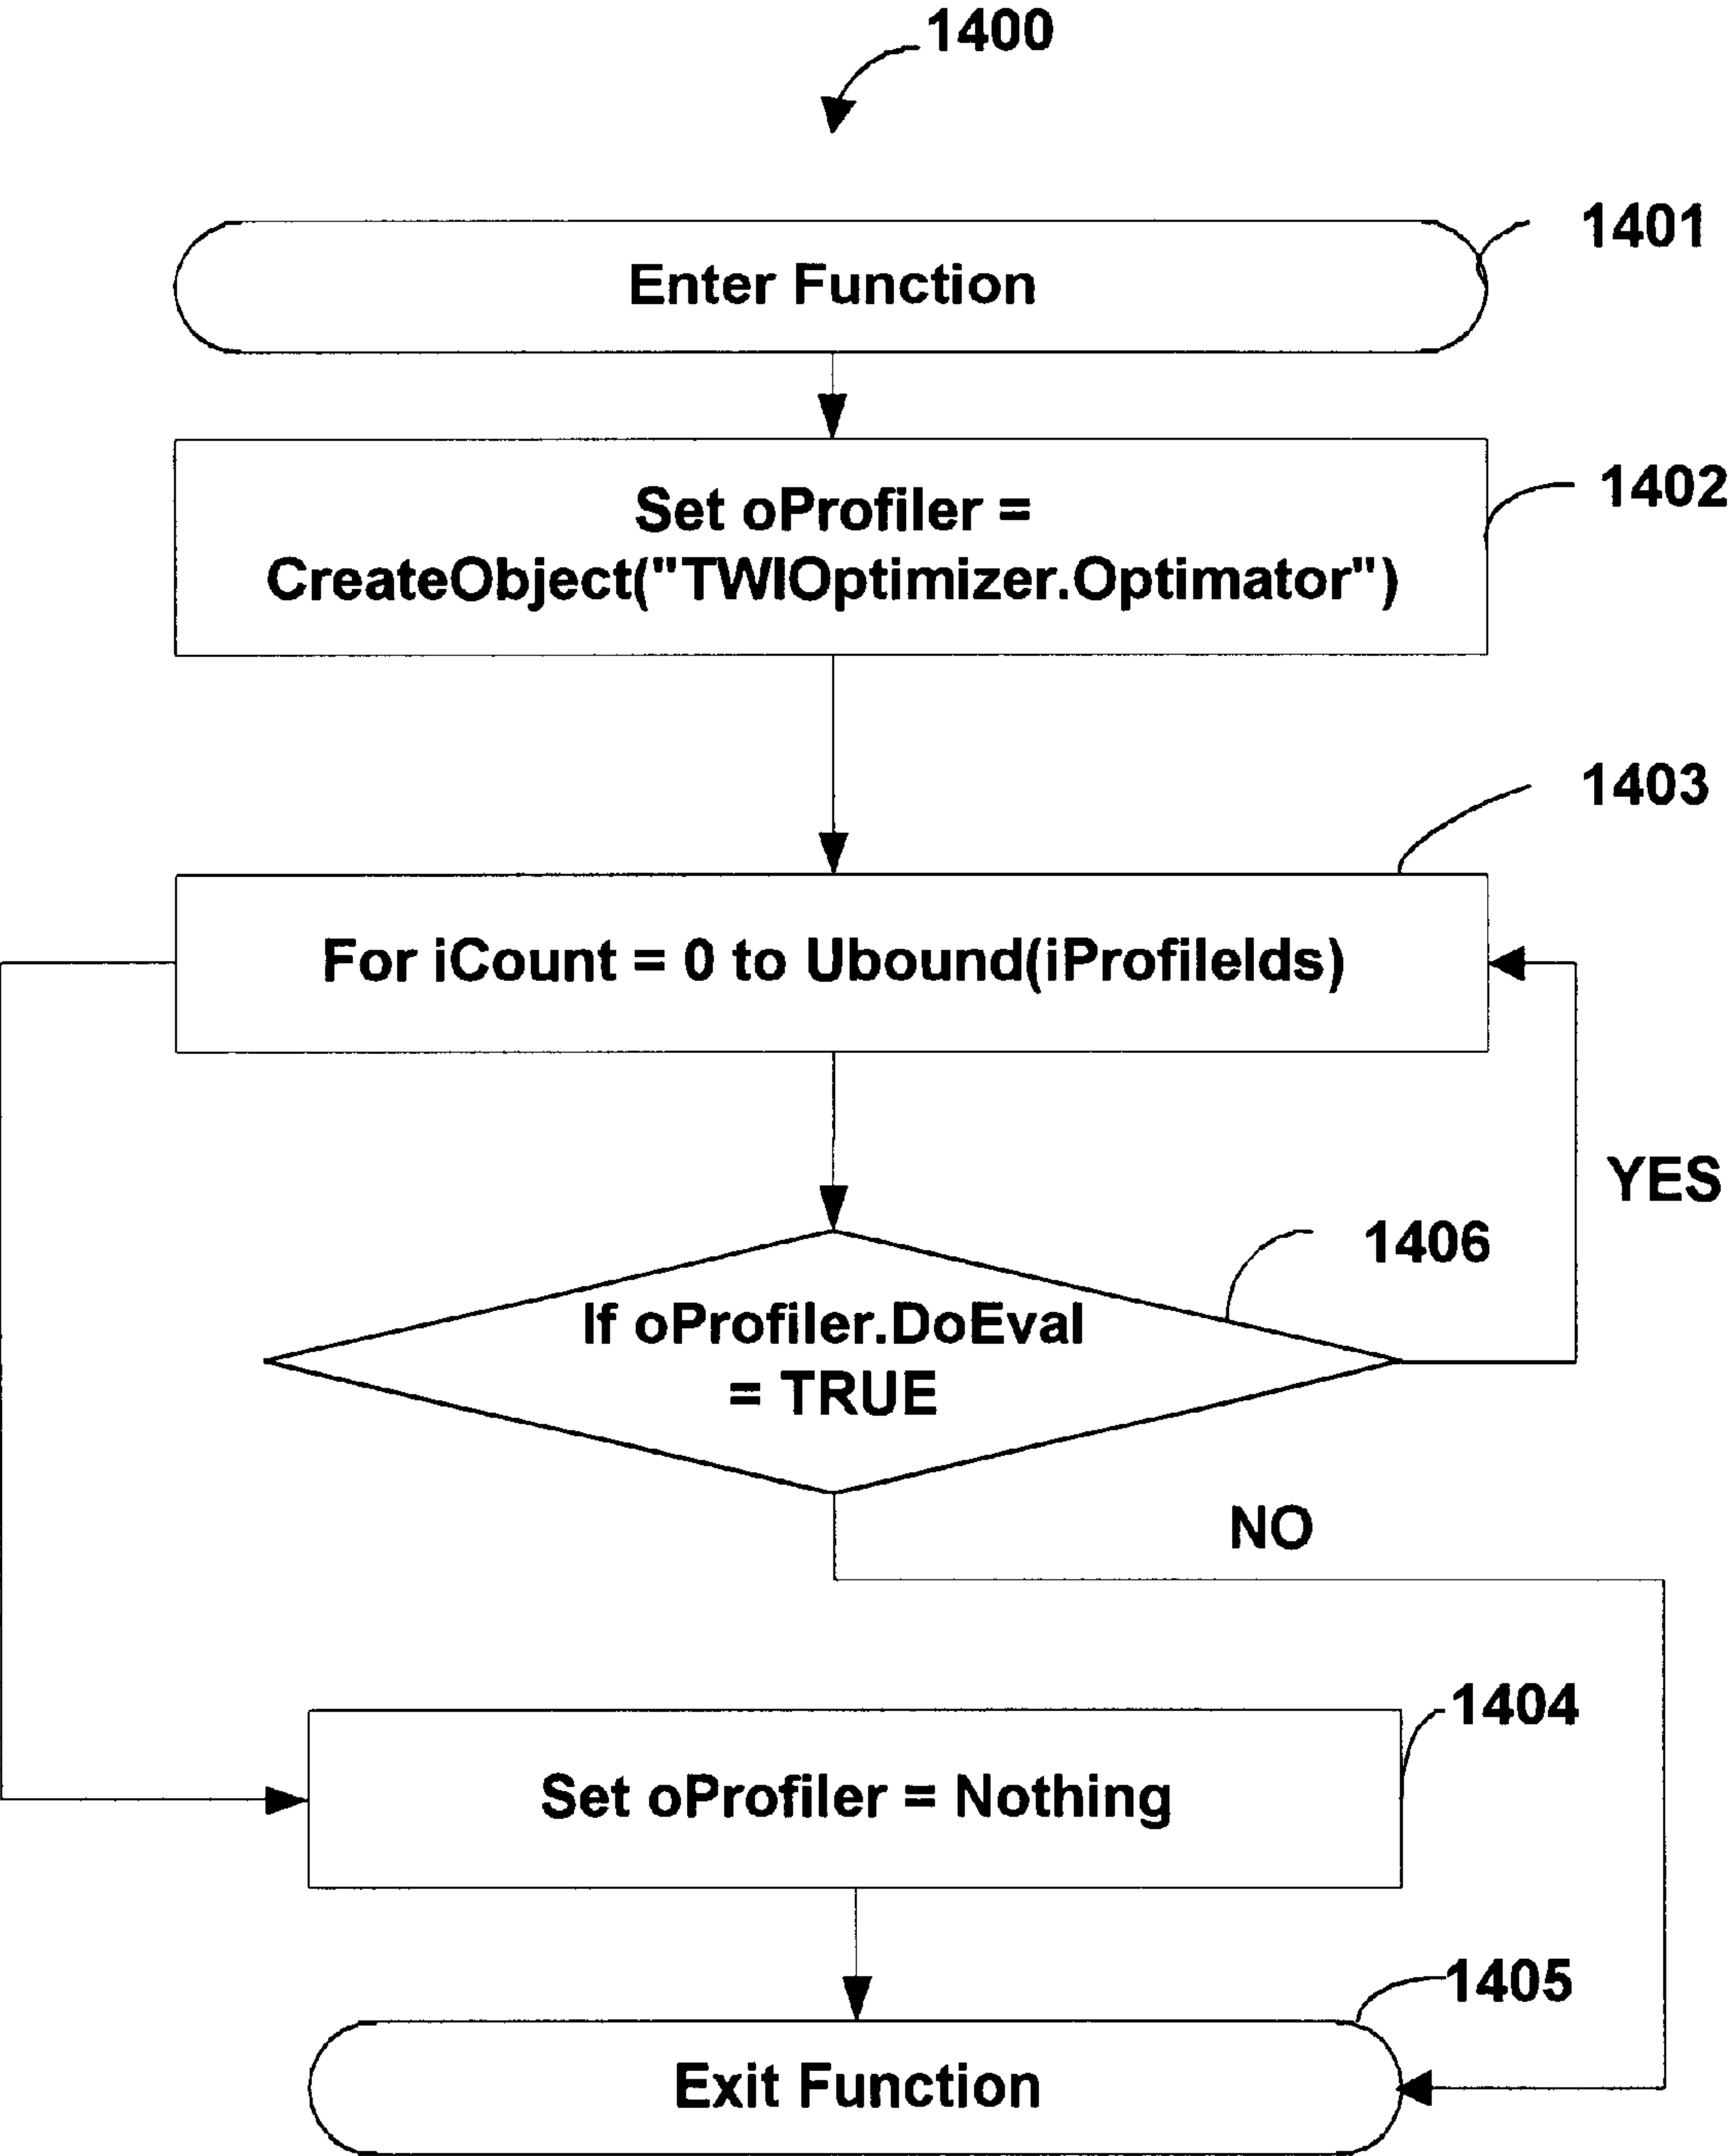 1400
1401
Enter Function
1402
Set oProfiler =
CreateObject("TWIOptimizer.Optimator")
1403
For iCount = 0 to Ubound(iProfileIds)
YES
1406
If oProfiler.DoEval
= TRUE
NO
1404
Set oProfiler = Nothing
1405
Exit Function